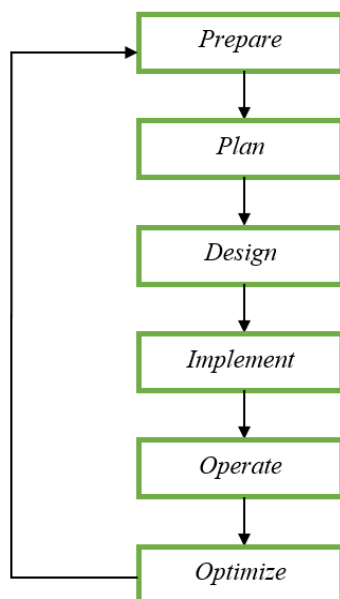 Prepare
Plan
Design
Implement
Operate
Optimize